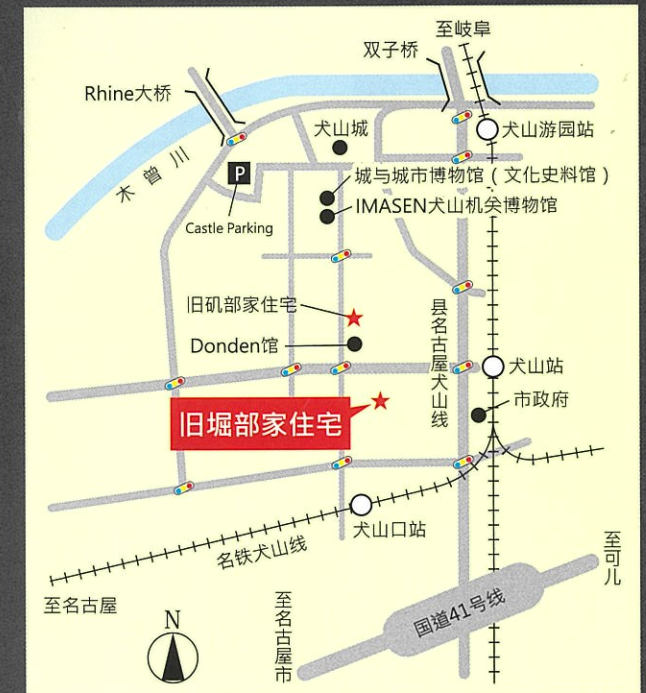 至岐阜
双子桥
Rhine大桥
犬山城
犬山游园站
木曽川
P
城与城市博物馆（文化史料馆）
IMASEN犬山机关博物馆
Castle Parking
旧矶部家住宅
县名古屋犬山线
Donden馆
犬山站
市政府
旧堀部家住宅
犬山口站
名铁犬山线
至可儿
至名古屋
至名古屋市
国道41号线
N